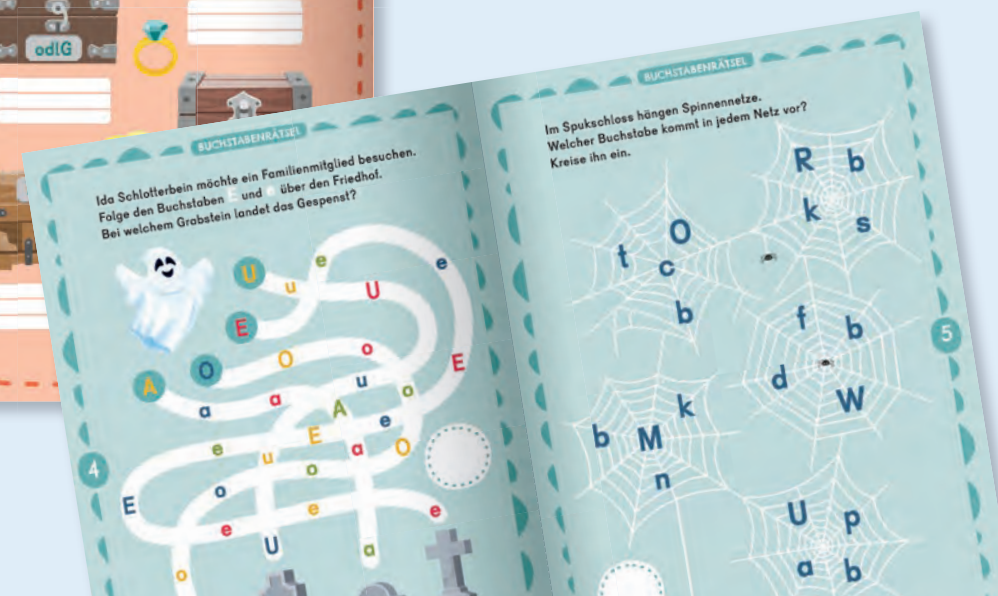 odlG
BUCHSTABENRÄTSEL
Ida Schlotterbein möchte ein Familienmitglied besuchen.
Folge den Buchstaben E und e über den Friedhof.
Bei welchem Grabstein landet das Gespenst?
U u e e
E U
O O o E
A a a u o
A e
e u E a O
o o
E e e e
U a
o
4
BUCHSTABENRÄTSEL
Im Spukschloss hängen Spinnennetze.
Welcher Buchstabe kommt in jedem Netz vor?
Kreise ihn ein.
R b
k s
O
t c
b
f b
d W
k
b M
n
U p
a b
5